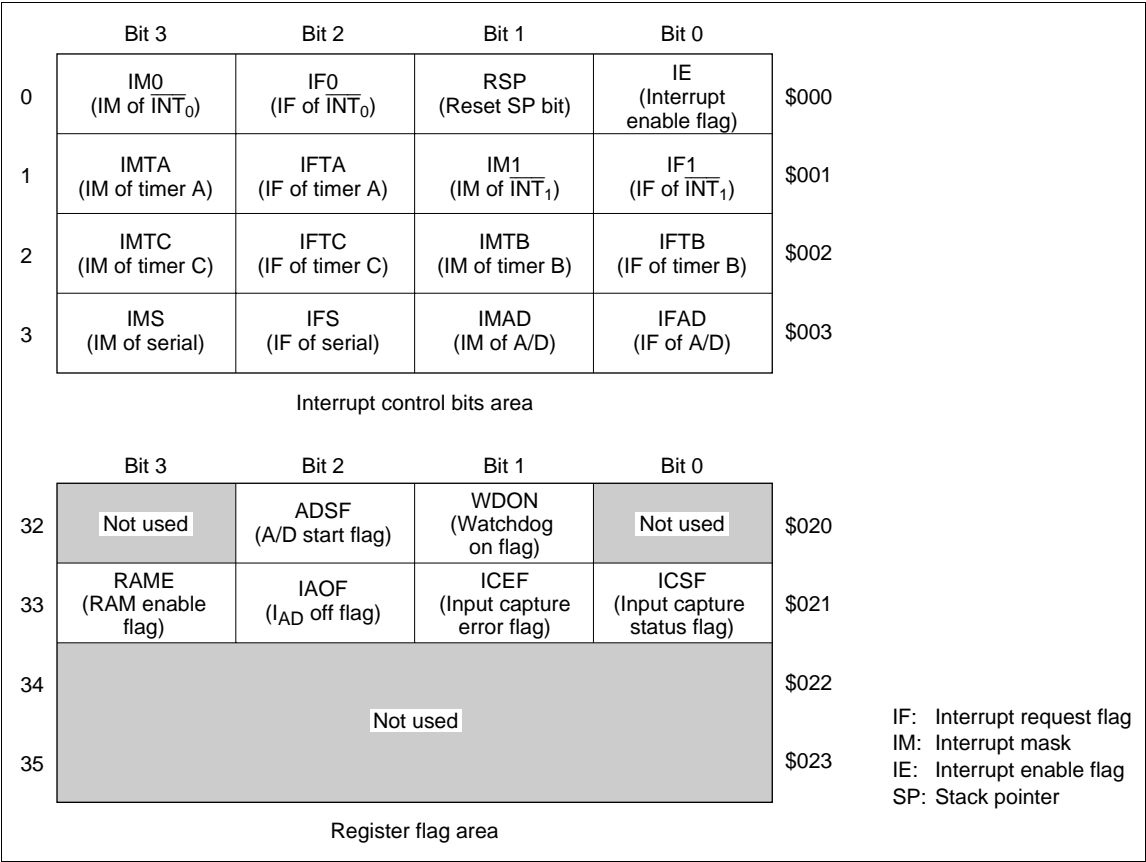 Bit 3 Bit 2 Bit 1 Bit 0
0
IM0
(IM of INT0)
IF0
(IF of INT0)
RSP
(Reset SP bit)
IE
(Interrupt
enable flag)
$000
1
IMTA
(IM of timer A)
IFTA
(IF of timer A)
IM1
(IM of INT1)
IF1
(IF of INT1)
$001
2
IMTC
(IM of timer C)
IFTC
(IF of timer C)
IMTB
(IM of timer B)
IFTB
(IF of timer B)
$002
3
IMS
(IM of serial)
IFS
(IF of serial)
IMAD
(IM of A/D)
IFAD
(IF of A/D)
$003
Interrupt control bits area
Bit 3 Bit 2 Bit 1 Bit 0
32
Not used
ADSF
(A/D start flag)
WDON
(Watchdog
on flag)
Not used
$020
33
RAME
(RAM enable
flag)
IAOF
(IAD off flag)
ICEF
(Input capture
error flag)
ICSF
(Input capture
status flag)
$021
34
$022
Not used
35
$023
IF: Interrupt request flag
IM: Interrupt mask
IE: Interrupt enable flag
SP: Stack pointer
Register flag area